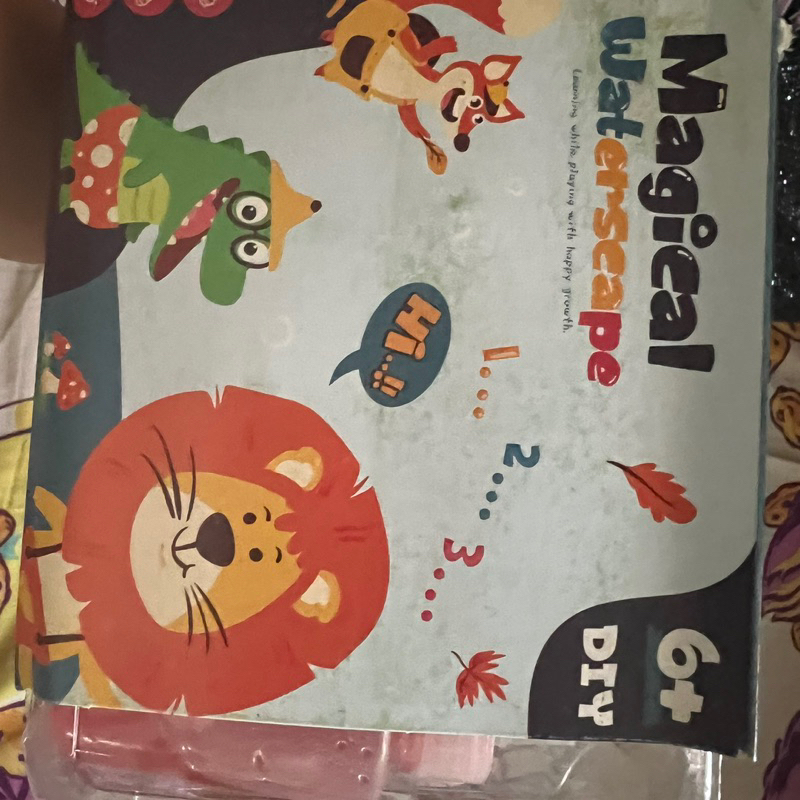 Magical
Waterscape
Learning while playing with happy growth.
Hi...!!
1...
2...
3...
6+
DIY